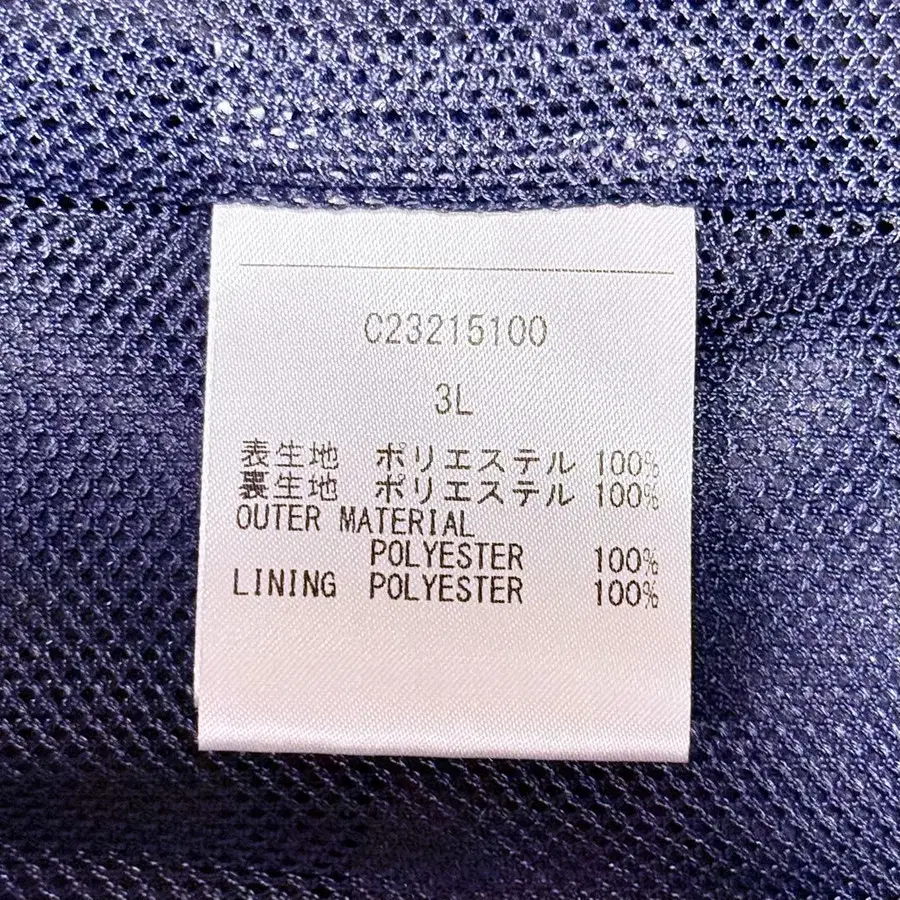 C23215100
3L
表生地 ポリエステル 100%
裏生地 ポリエステル 100%
OUTER MATERIAL
POLYESTER 100%
LINING POLYESTER 100%